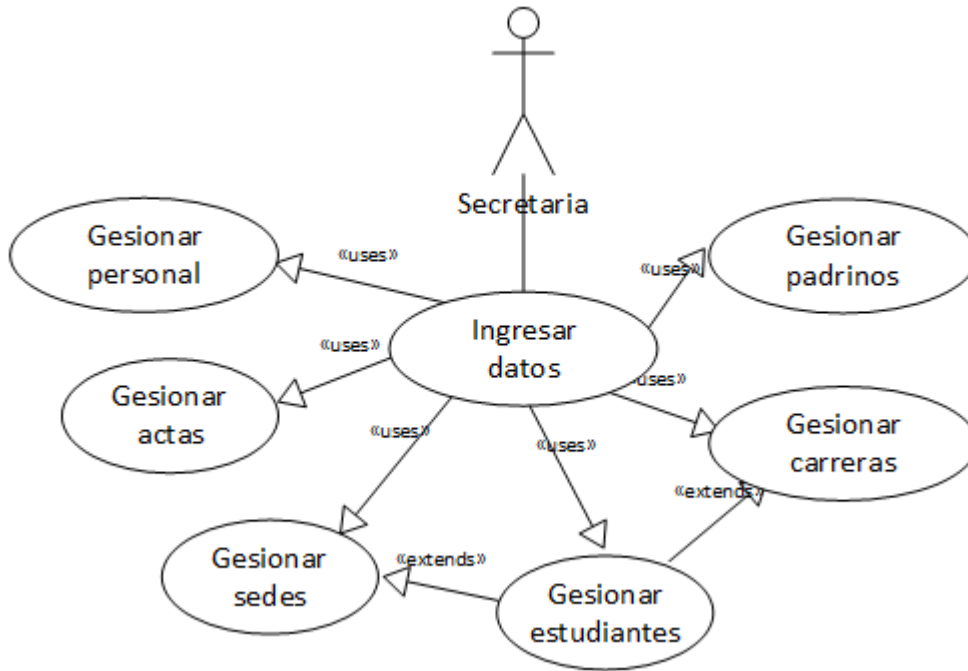 Secretaria
Gesionar
personal
«uses»
«uses»
Gesionar
padrinos
Ingresar
datos
«uses»
Gesionar
actas
«uses»
Gesionar
carreras
«uses»
«uses»
«extends»
Gesionar
sedes
«extends»
Gesionar
estudiantes